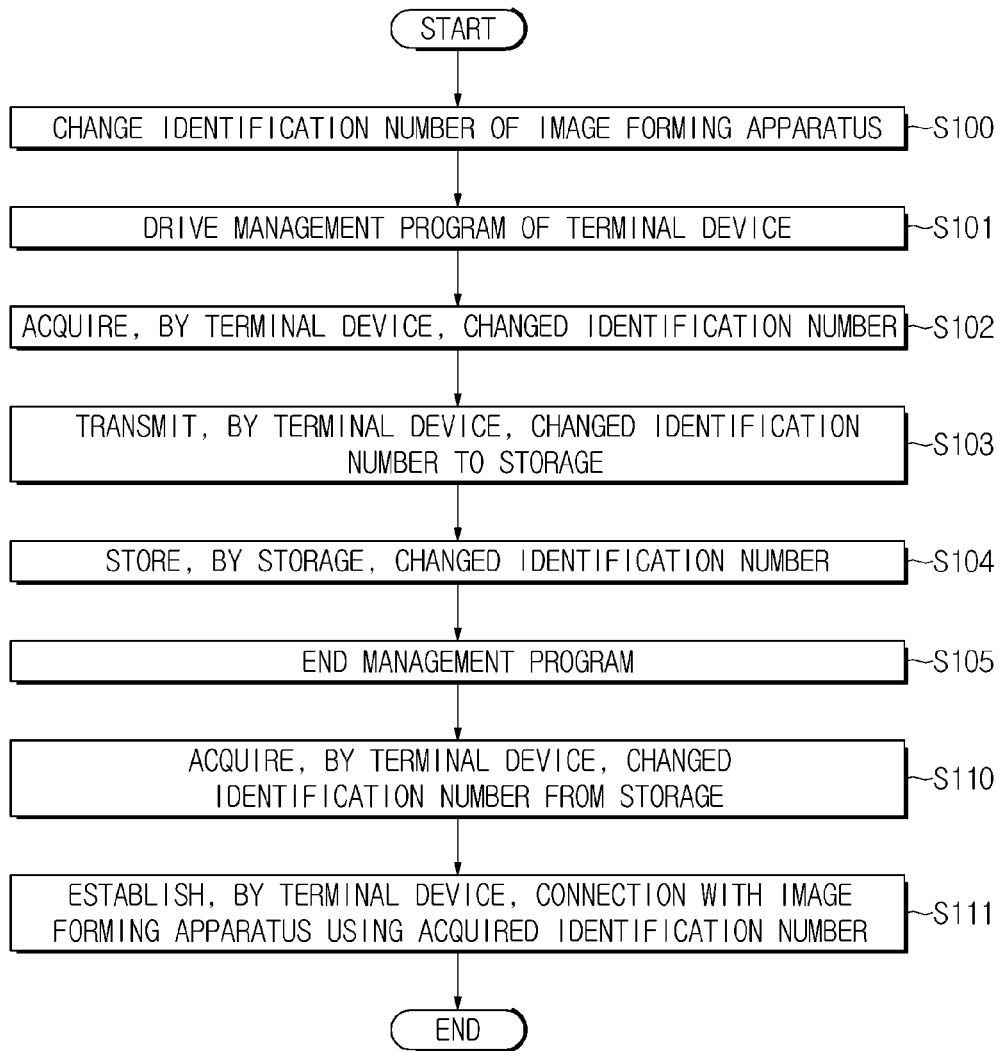 START
CHANGE IDENTIFICATION NUMBER OF IMAGE FORMING APPARATUS
S100
DRIVE MANAGEMENT PROGRAM OF TERMINAL DEVICE
S101
ACQUIRE, BY TERMINAL DEVICE, CHANGED IDENTIFICATION NUMBER
S102
TRANSMIT, BY TERMINAL DEVICE, CHANGED IDENTIFICATION
NUMBER TO STORAGE
S103
STORE, BY STORAGE, CHANGED IDENTIFICATION NUMBER
S104
END MANAGEMENT PROGRAM
S105
ACQUIRE, BY TERMINAL DEVICE, CHANGED
IDENTIFICATION NUMBER FROM STORAGE
S110
ESTABLISH, BY TERMINAL DEVICE, CONNECTION WITH IMAGE
FORMING APPARATUS USING ACQUIRED IDENTIFICATION NUMBER
S111
END